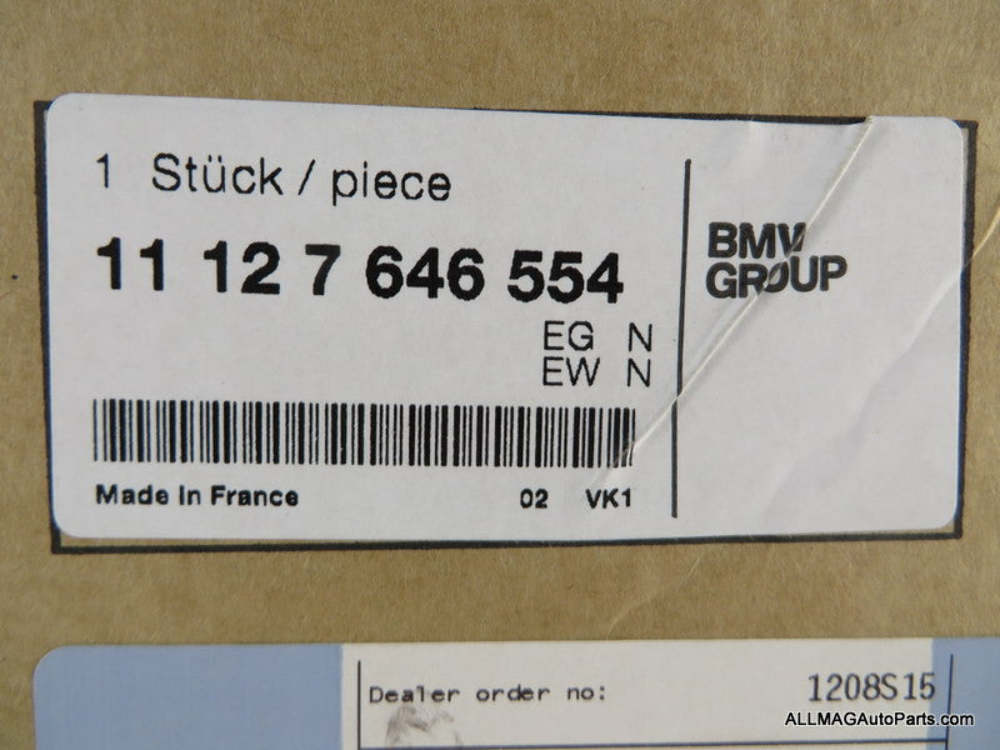 1 Stück / piece
11 12 7 646 554
EG N
EW N
Made in France
02 VK1
BMW
GROUP
Dealer order no: 1208S15
ALLMAGAutoParts.com